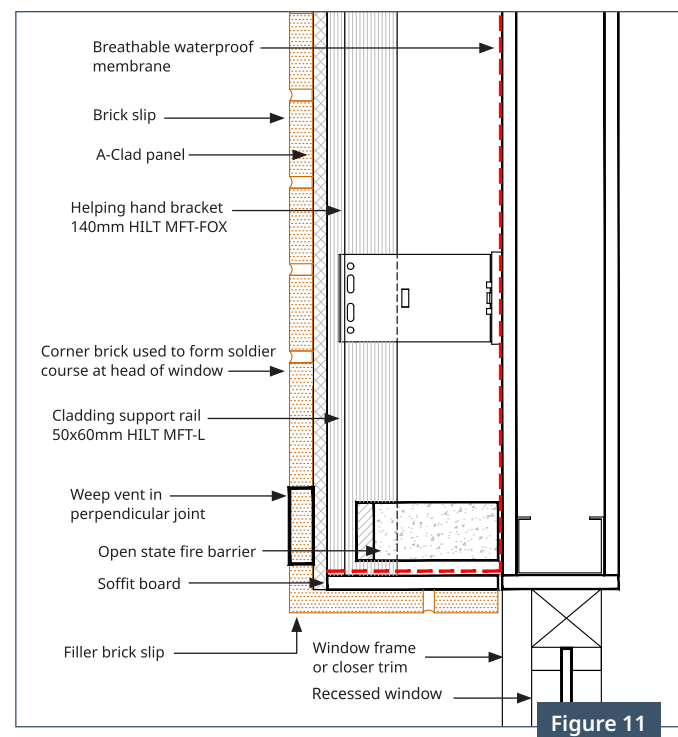 Breathable waterproof
membrane
Brick slip
A-Clad panel
Helping hand bracket
140mm HILT MFT-FOX
Corner brick used to form soldier
course at head of window
Cladding support rail
50x60mm HILT MFT-L
Weep vent in
perpendicular joint
Open state fire barrier
Soffit board
Filler brick slip
Window frame
or closer trim
Recessed window
Figure 11